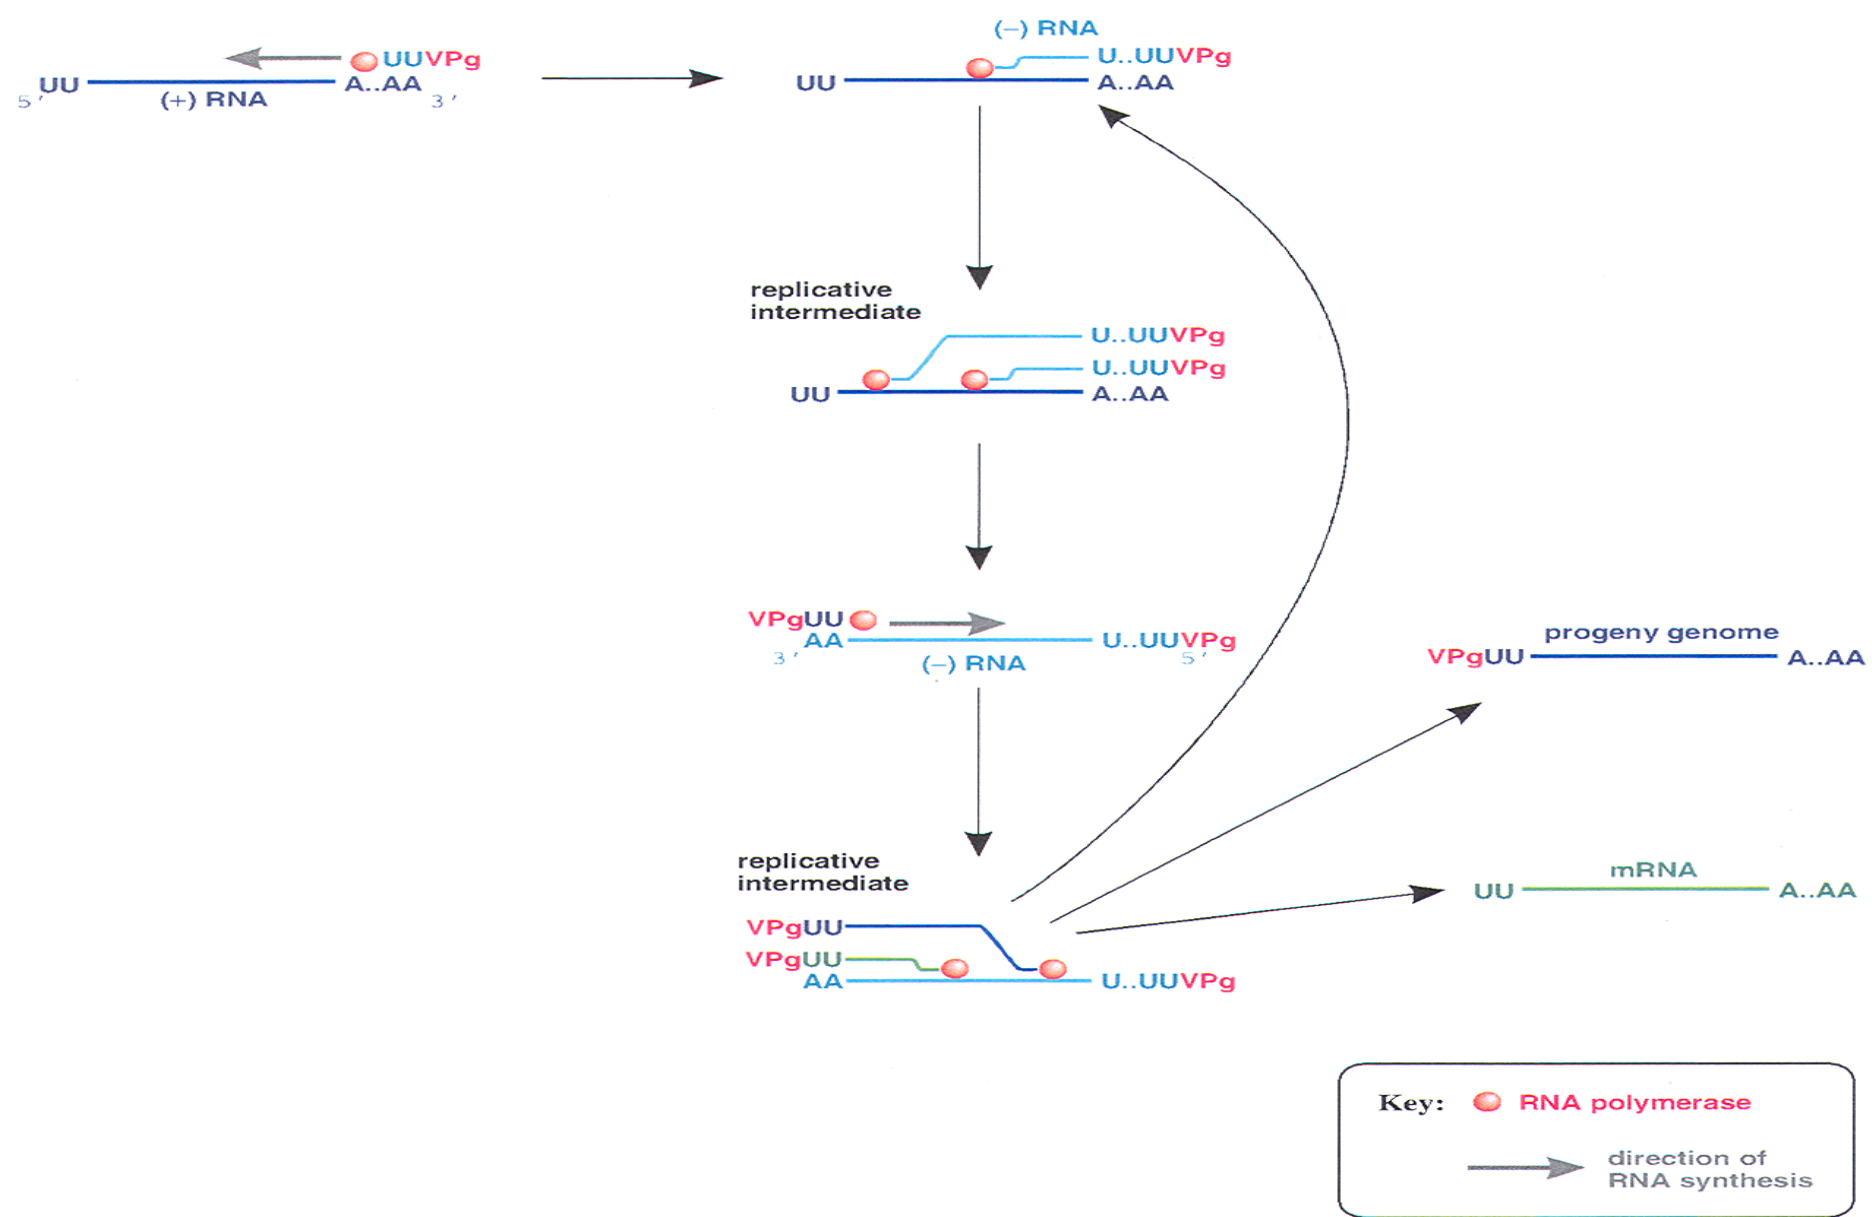 (−) RNA
UUVPg
UU A..AA
5′ (+) RNA 3′
U..UUVPg
UU A..AA
replicative
intermediate
U..UUVPg
U..UUVPg
UU A..AA
VPgUU
AA U..UUVPg
3′ (−) RNA 5′
progeny genome
VPgUU A..AA
mRNA
UU A..AA
replicative
intermediate
VPgUU
VPgUU
AA U..UUVPg
Key: RNA polymerase
direction of
RNA synthesis